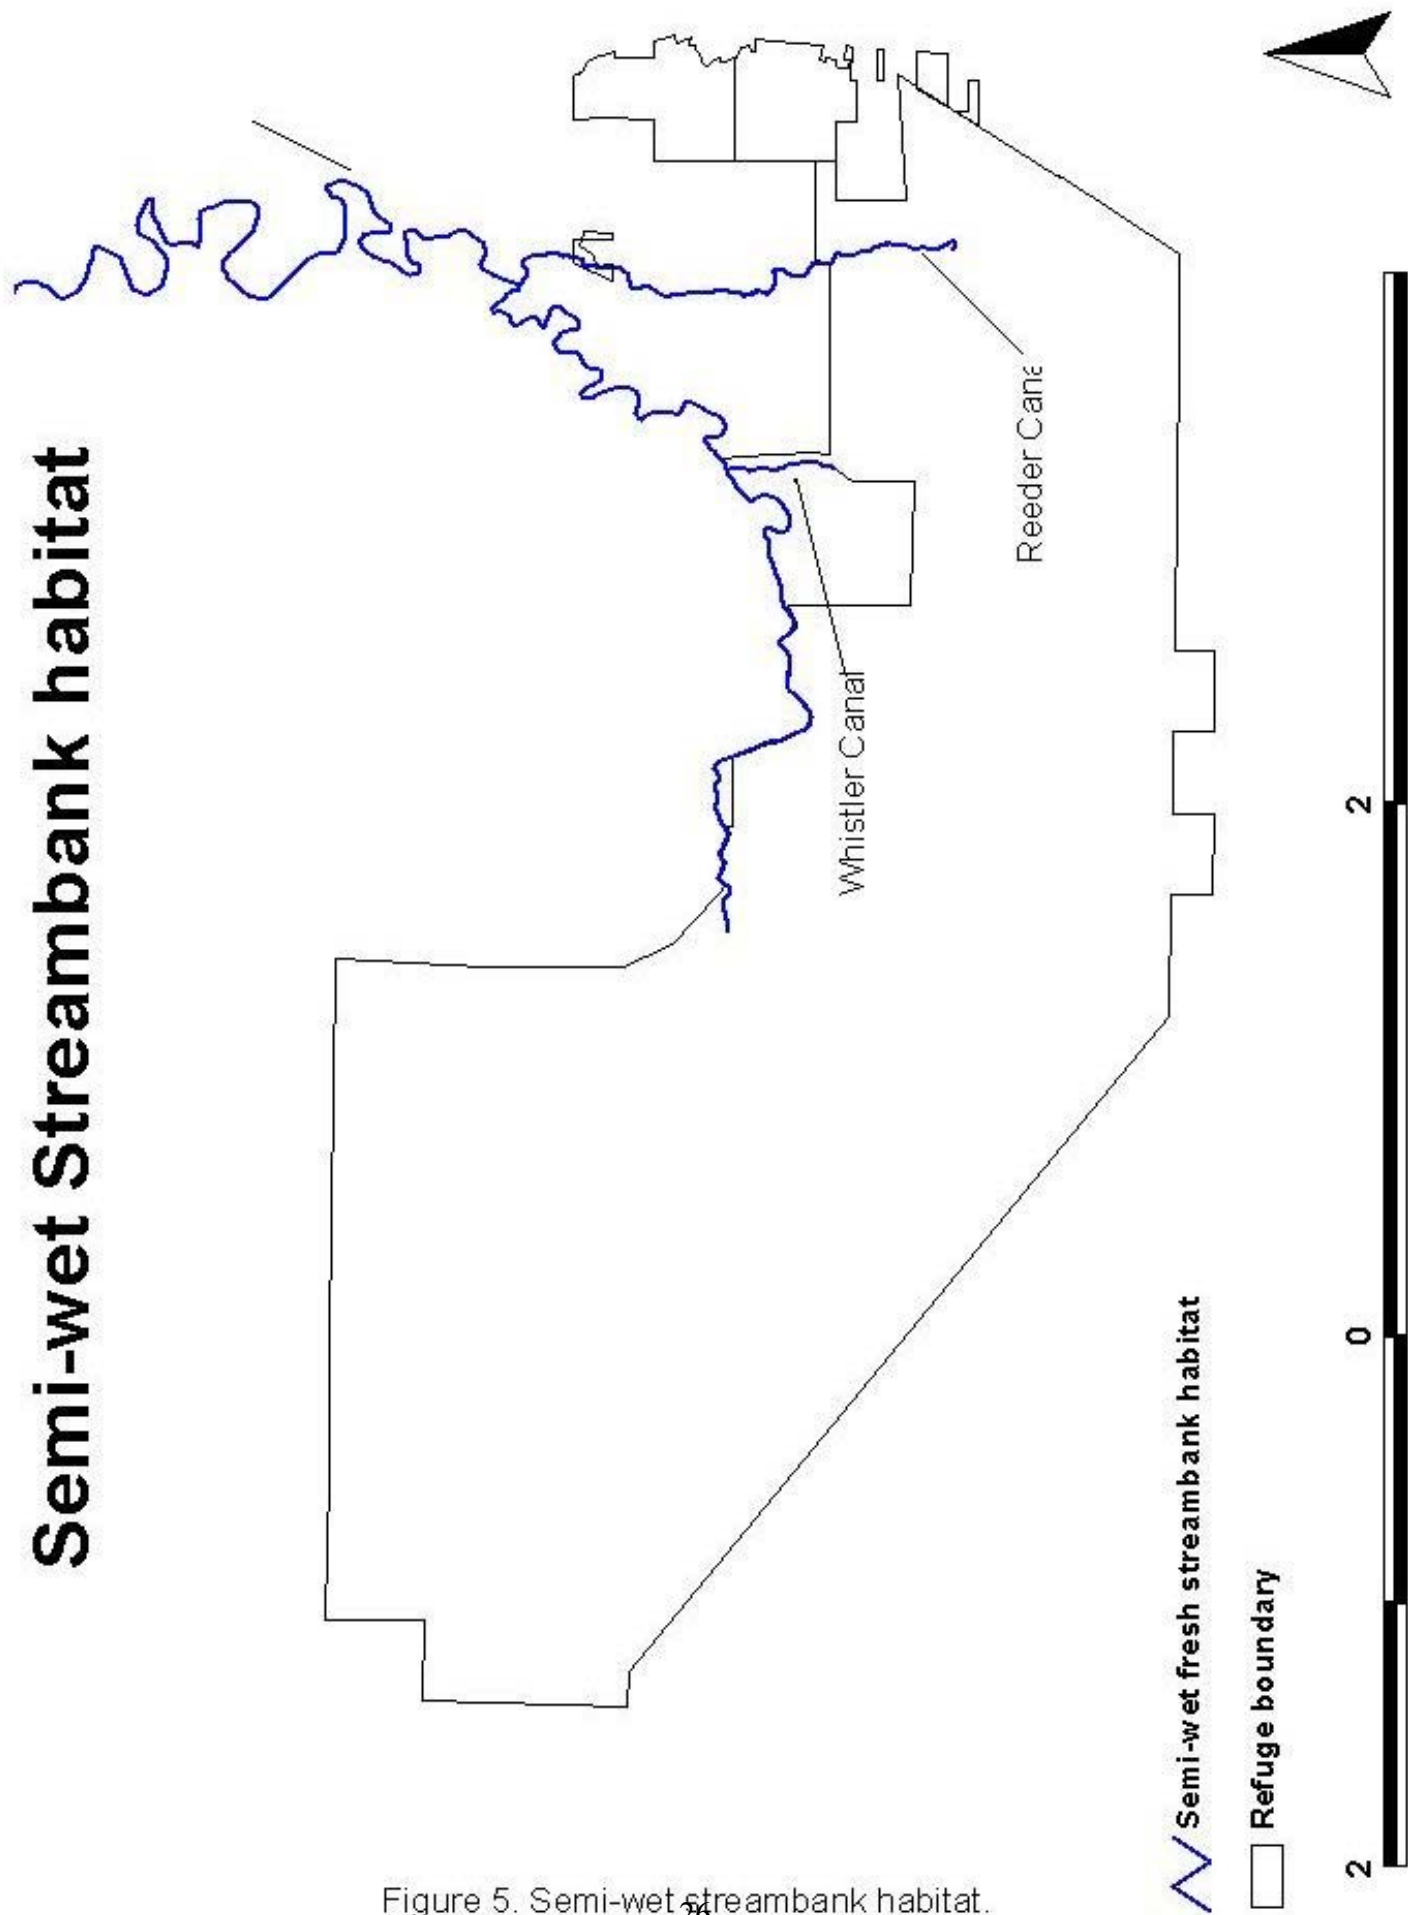 Semi-wet Streambank habitat
Whistler Canal
Reeder Cana
Semi-wet fresh streambank habitat
Refuge boundary
2
0
2
Figure 5. Semi-wet streambank habitat.
26